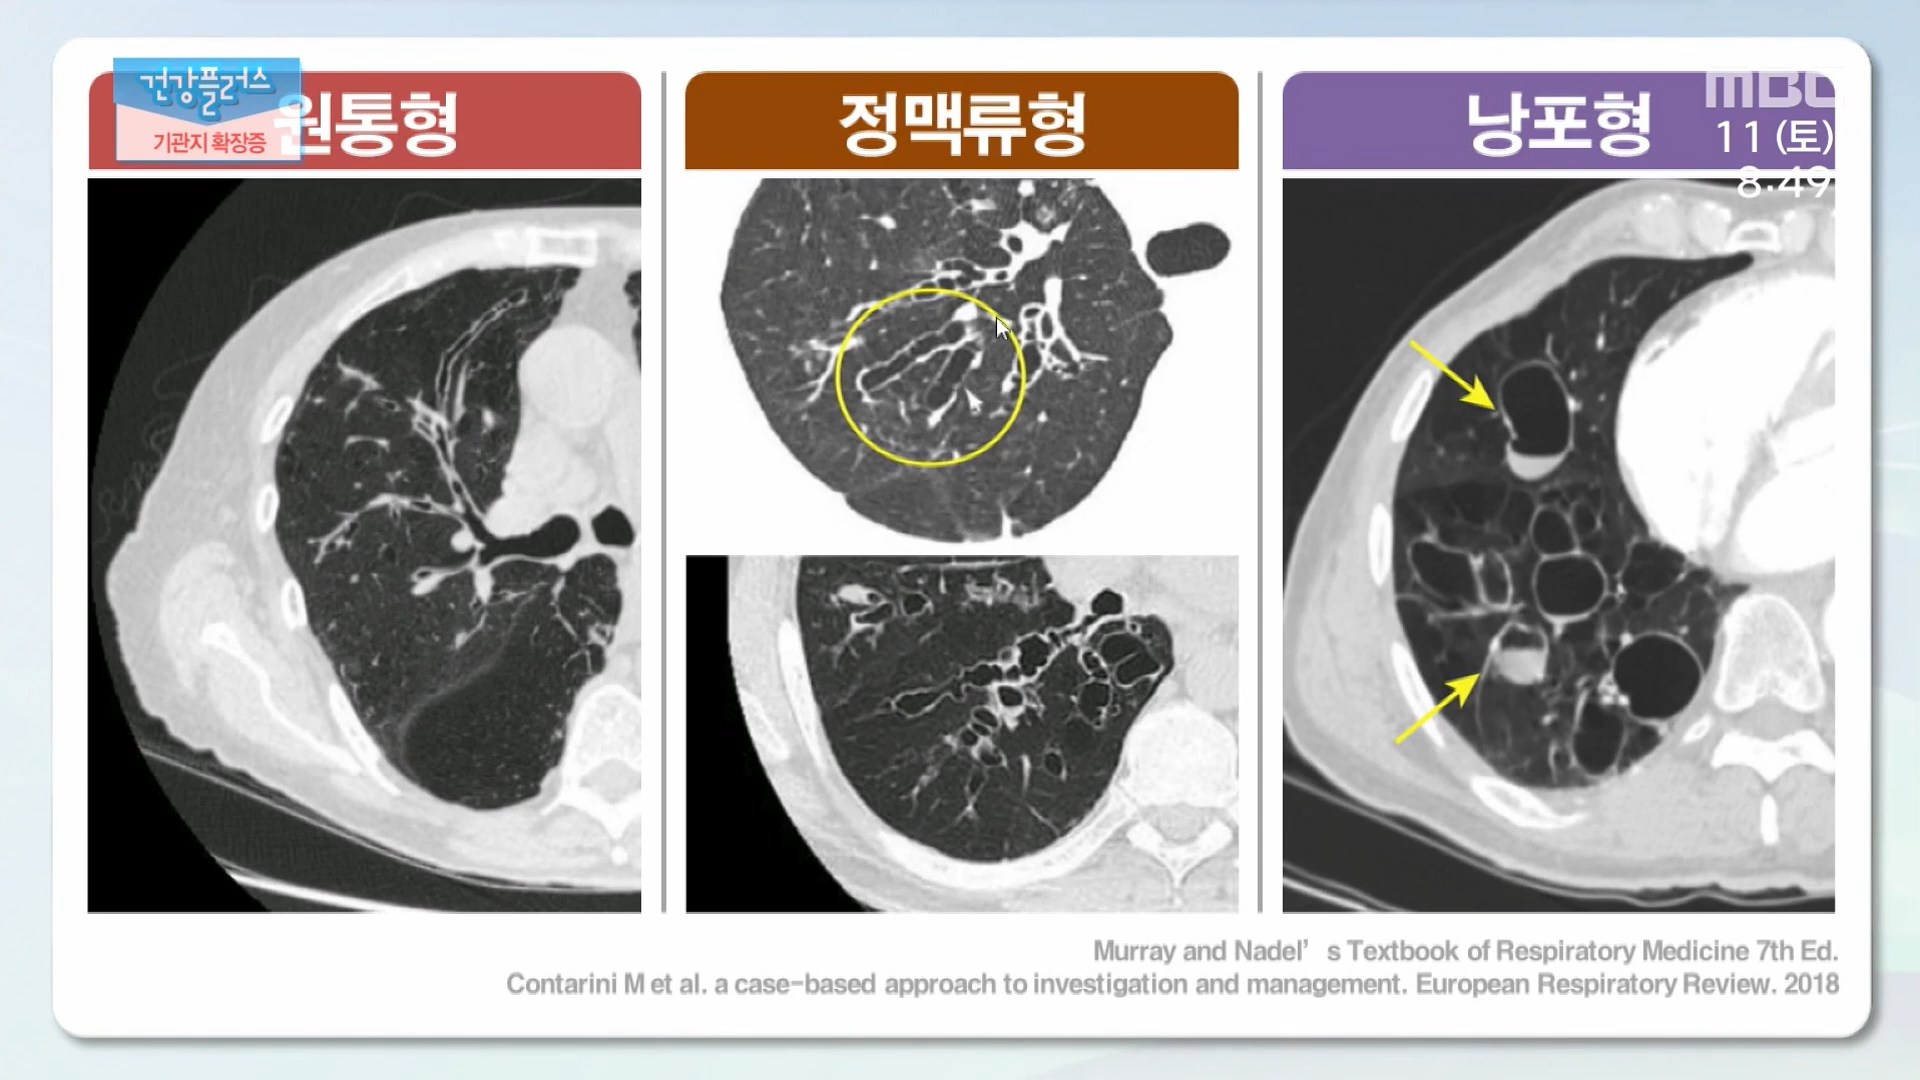 건강플러스
기관지 확장증
원통형
정맥류형
낭포형
mBC
11 (토)
8:49
Murray and Nadel’s Textbook of Respiratory Medicine 7th Ed.
Contarini M et al. a case-based approach to investigation and management. European Respiratory Review. 2018